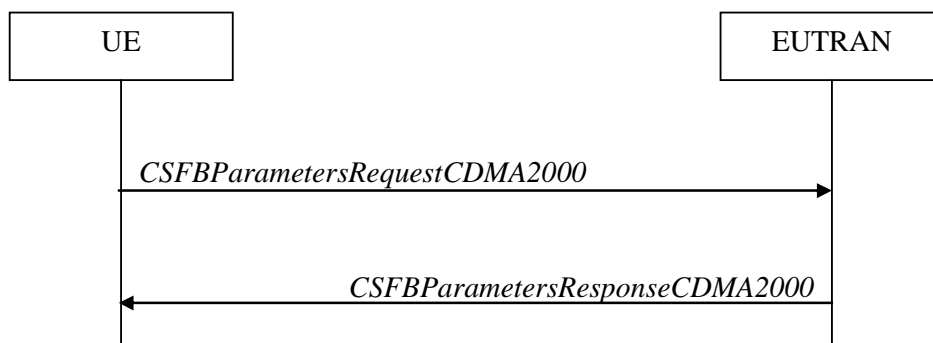 UE
EUTRAN
CSFBParametersRequestCDMA2000
CSFBParametersResponseCDMA2000